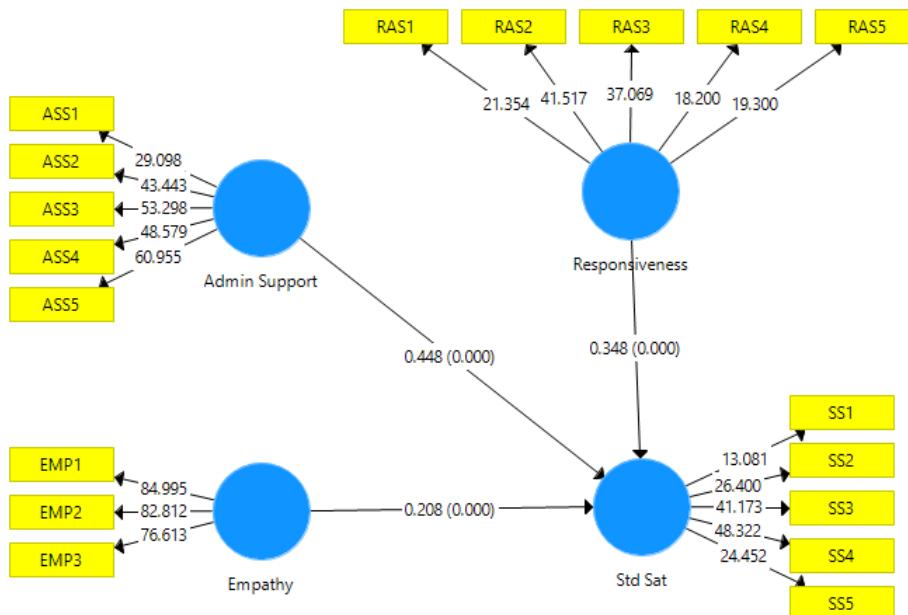 RAS1
RAS2
RAS3
RAS4
RAS5
21.354
41.517
37.069
18.200
19.300
Responsiveness
ASS1
ASS2
ASS3
ASS4
ASS5
29.098
43.443
53.298
48.579
60.955
Admin Support
0.448 (0.000)
0.348 (0.000)
EMP1
EMP2
EMP3
84.995
82.812
76.613
Empathy
0.208 (0.000)
Std Sat
13.081
26.400
41.173
48.322
24.452
SS1
SS2
SS3
SS4
SS5